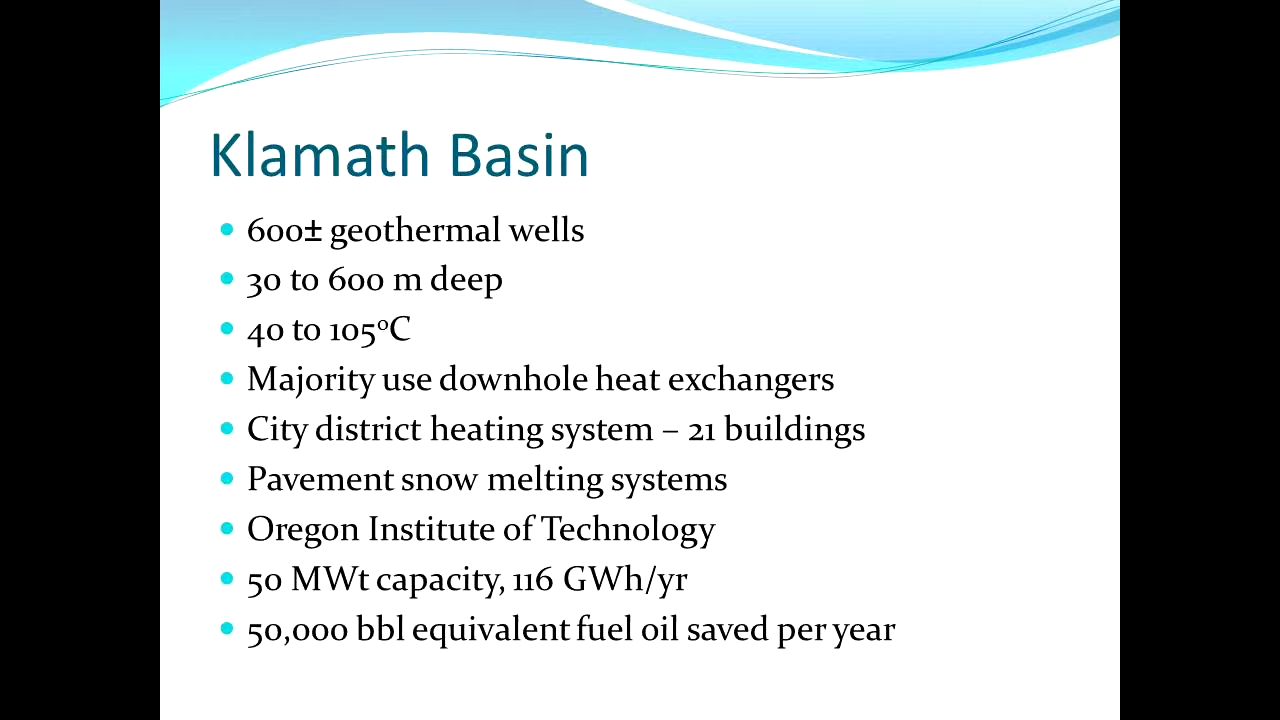 Klamath Basin
• 600± geothermal wells
• 30 to 600 m deep
• 40 to 105°C
• Majority use downhole heat exchangers
• City district heating system – 21 buildings
• Pavement snow melting systems
• Oregon Institute of Technology
• 50 MWt capacity, 116 GWh/yr
• 50,000 bbl equivalent fuel oil saved per year